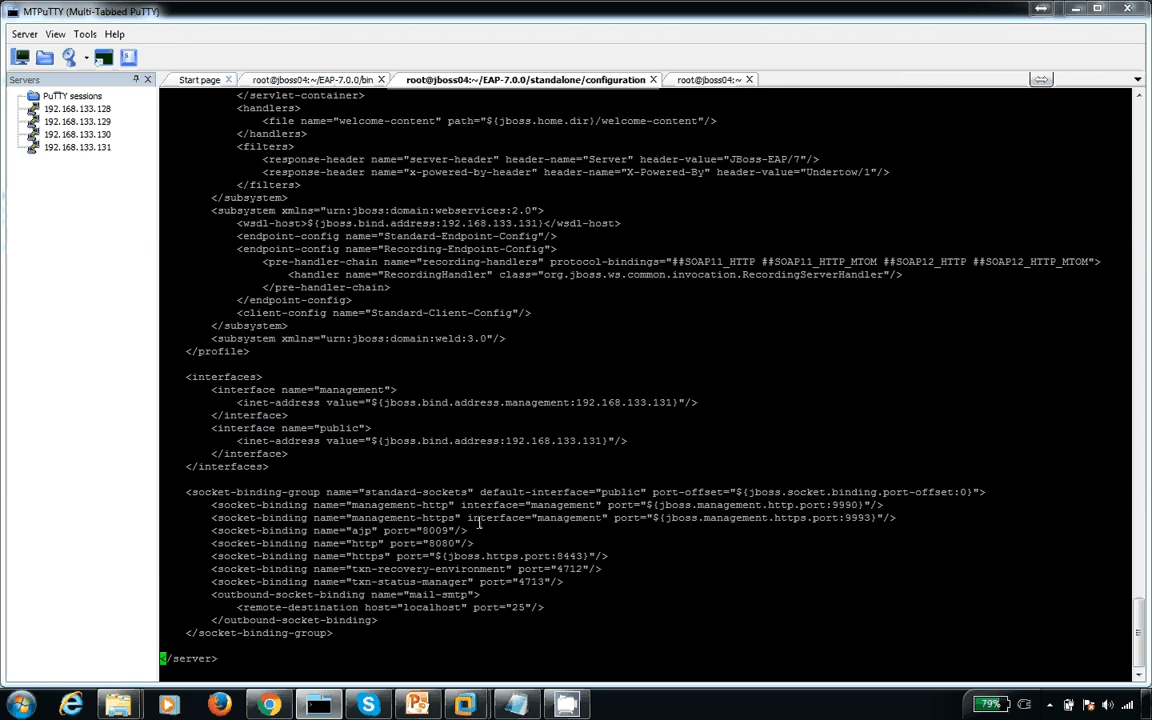 MTPuTTY (Multi-Tabbed PuTTY)
Server View Tools Help
Servers
Start page root@jboss04:~/EAP-7.0.0/bin root@jboss04:~/EAP-7.0.0/standalone/configuration root@jboss04:~
PuTTY sessions
192.168.133.128
192.168.133.129
192.168.133.130
192.168.133.131
</servlet-container>
<handlers>
<file name="welcome-content" path="${jboss.home.dir}/welcome-content"/>
</handlers>
<filters>
<response-header name="server-header" header-name="Server" header-value="JBoss-EAP/7"/>
<response-header name="x-powered-by-header" header-name="X-Powered-By" header-value="Undertow/1"/>
</filters>
</subsystem>
<subsystem xmlns="urn:jboss:domain:webservices:2.0">
<wsdl-host>${jboss.bind.address:192.168.133.131}</wsdl-host>
<endpoint-config name="Standard-Endpoint-Config"/>
<endpoint-config name="Recording-Endpoint-Config">
<pre-handler-chain name="recording-handlers" protocol-bindings="##SOAP11_HTTP ##SOAP11_HTTP_MTOM ##SOAP12_HTTP ##SOAP12_HTTP_MTOM">
<handler name="RecordingHandler" class="org.jboss.ws.common.invocation.RecordingServerHandler"/>
</pre-handler-chain>
</endpoint-config>
<client-config name="Standard-Client-Config"/>
</subsystem>
<subsystem xmlns="urn:jboss:domain:weld:3.0"/>
</profile>
<interfaces>
<interface name="management">
<inet-address value="${jboss.bind.address.management:192.168.133.131}"/>
</interface>
<interface name="public">
<inet-address value="${jboss.bind.address:192.168.133.131}"/>
</interface>
</interfaces>
<socket-binding-group name="standard-sockets" default-interface="public" port-offset="${jboss.socket.binding.port-offset:0}">
<socket-binding name="management-http" interface="management" port="${jboss.management.http.port:9990}"/>
<socket-binding name="management-https" interface="management" port="${jboss.management.https.port:9993}"/>
<socket-binding name="ajp" port="8009"/>
<socket-binding name="http" port="8080"/>
<socket-binding name="https" port="${jboss.https.port:8443}"/>
<socket-binding name="txn-recovery-environment" port="4712"/>
<socket-binding name="txn-status-manager" port="4713"/>
<outbound-socket-binding name="mail-smtp">
<remote-destination host="localhost" port="25"/>
</outbound-socket-binding>
</socket-binding-group>
</server>
79%